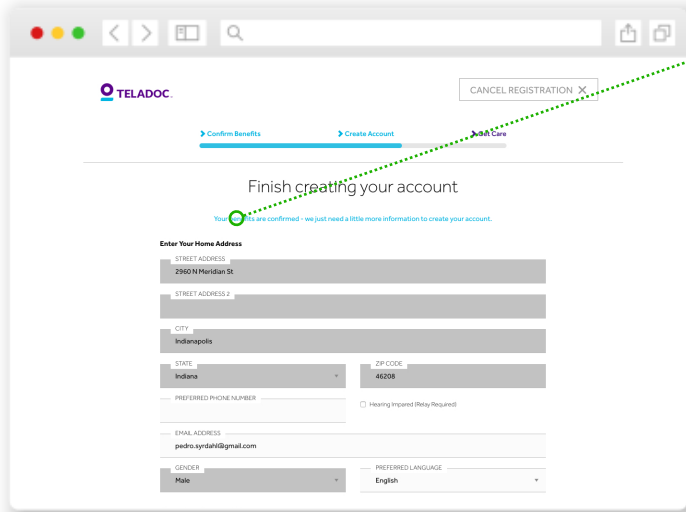 TELADOC.
CANCEL REGISTRATION X
Confirm Benefits
Create Account
Get Care
Finish creating your account
Your benefits are confirmed - we just need a little more information to create your account.
Enter Your Home Address
STREET ADDRESS
2960 N Meridian St
STREET ADDRESS 2
CITY
Indianapolis
STATE
Indiana
ZIP CODE
46208
PREFERRED PHONE NUMBER
Hearing Impared (Relay Required)
EMAIL ADDRESS
pedro.syrdahl@gmail.com
GENDER
Male
PREFERRED LANGUAGE
English